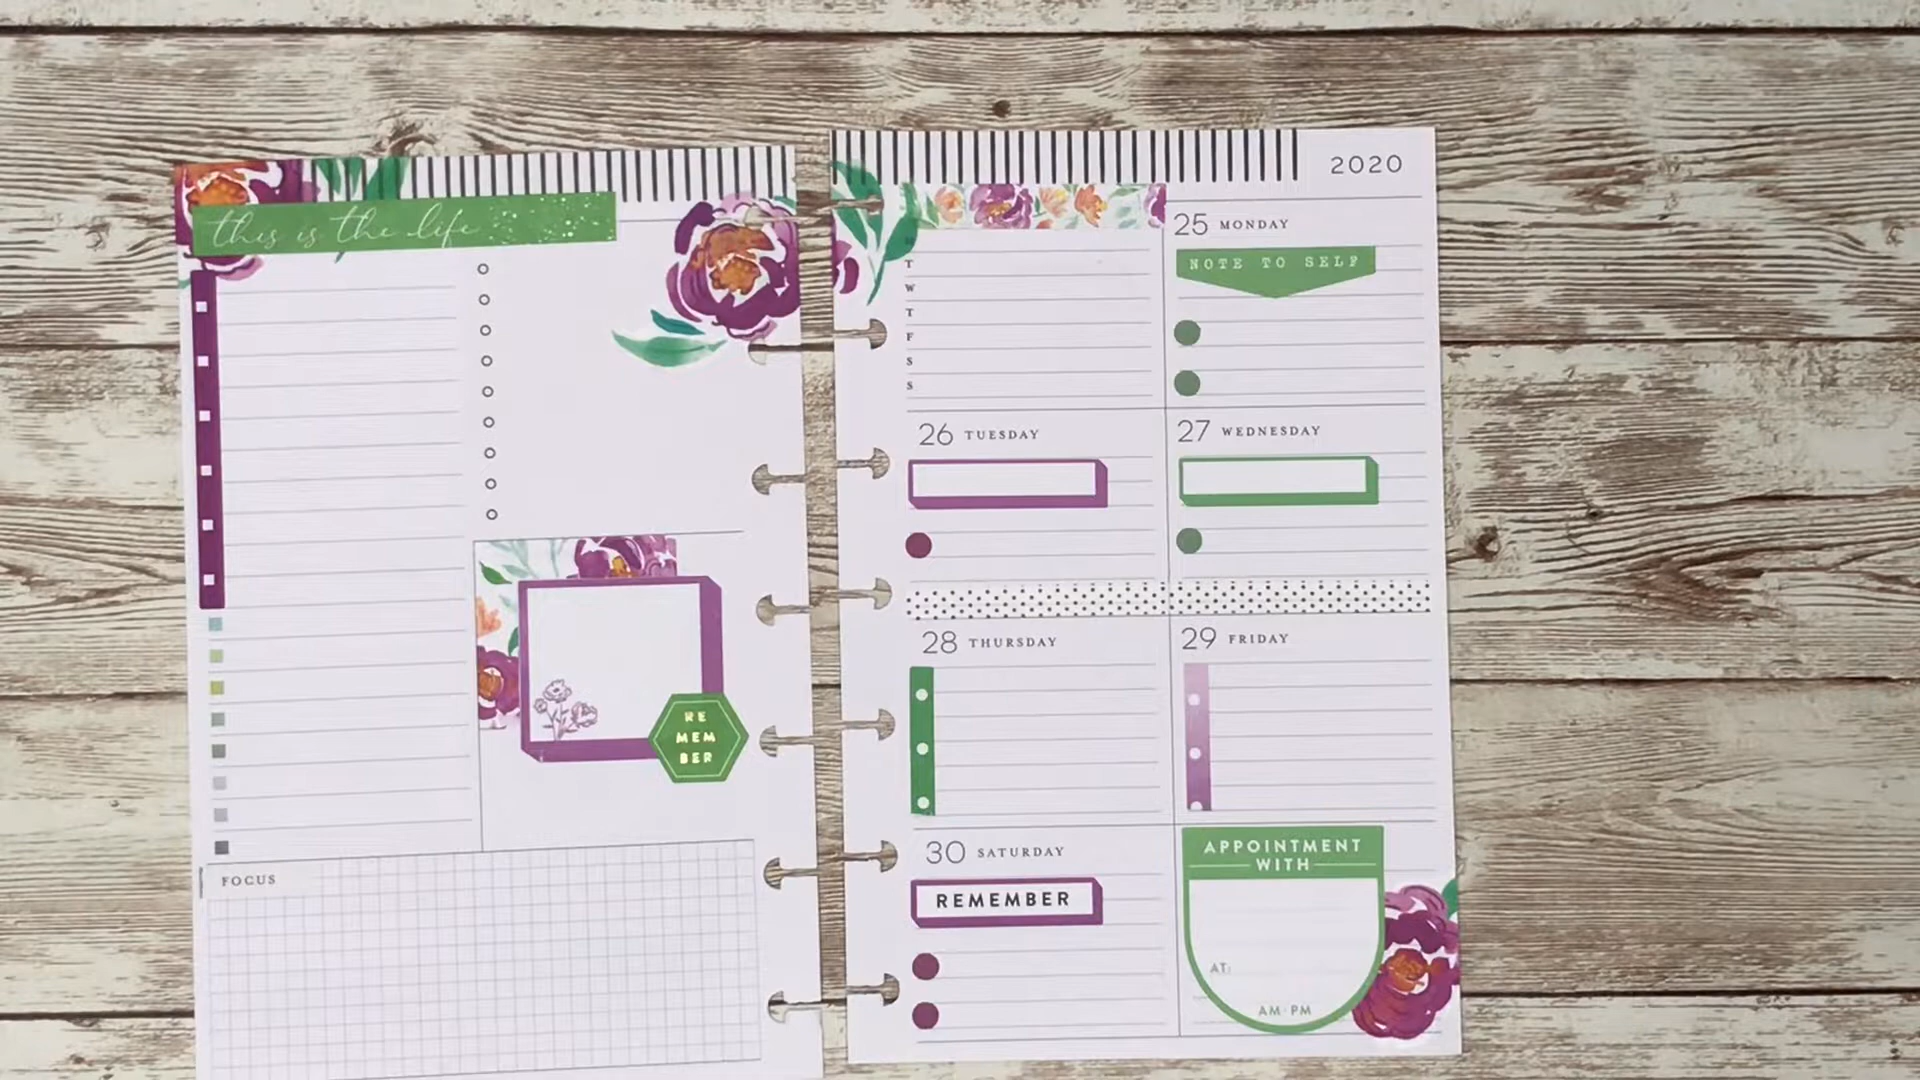 this is the life
RE
MEM
BER
FOCUS
2020
T
W
T
F
S
S
25 MONDAY
NOTE TO SELF
26 TUESDAY
27 WEDNESDAY
28 THURSDAY
29 FRIDAY
30 SATURDAY
REMEMBER
APPOINTMENT
WITH
AT:
AM · PM